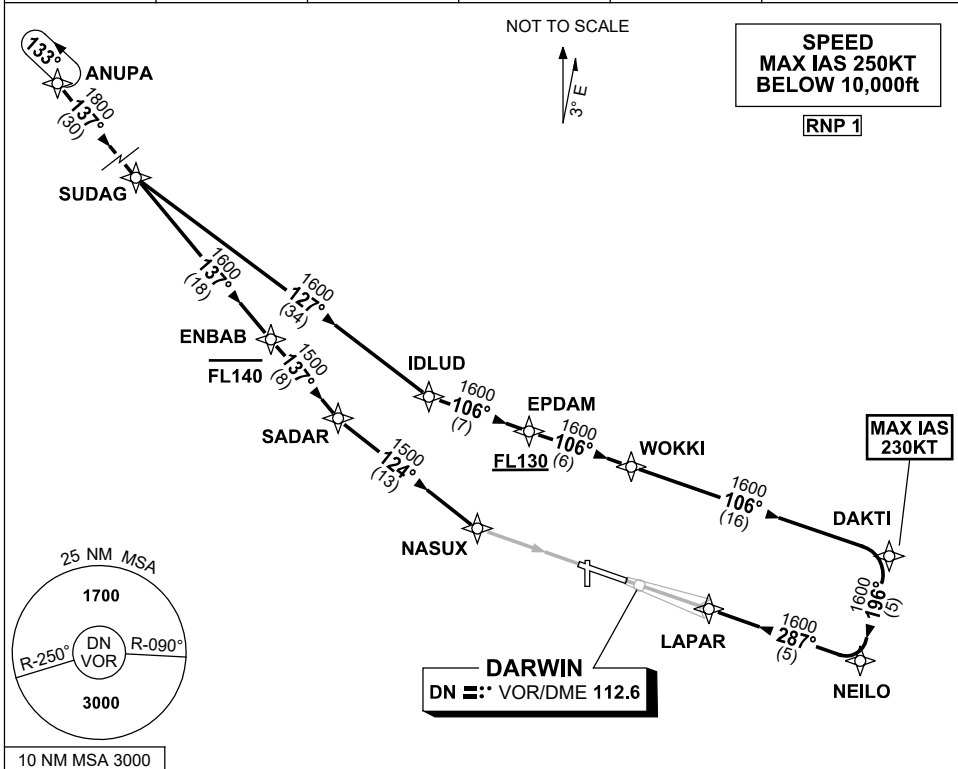 NOT TO SCALE
3° E
SPEED
MAX IAS 250KT
BELOW 10,000ft
RNP 1
133°
ANUPA
1800
137°
(30)
SUDAG
1600
137°
(18)
1600
127°
(34)
ENBAB
FL140
1500
137°
(8)
IDLUD
1600
106°
(7)
EPDAM
FL130
1600
106°
(6)
WOKKI
MAX IAS
230KT
SADAR
1500
124°
(13)
1600
106°
(16)
DAKTI
NASUX
1600
196°
(5)
LAPAR
1600
287°
(5)
NEILO
DARWIN
DN VOR/DME 112.6
25 NM MSA
1700
R-250°
DN
VOR
R-090°
3000
10 NM MSA 3000